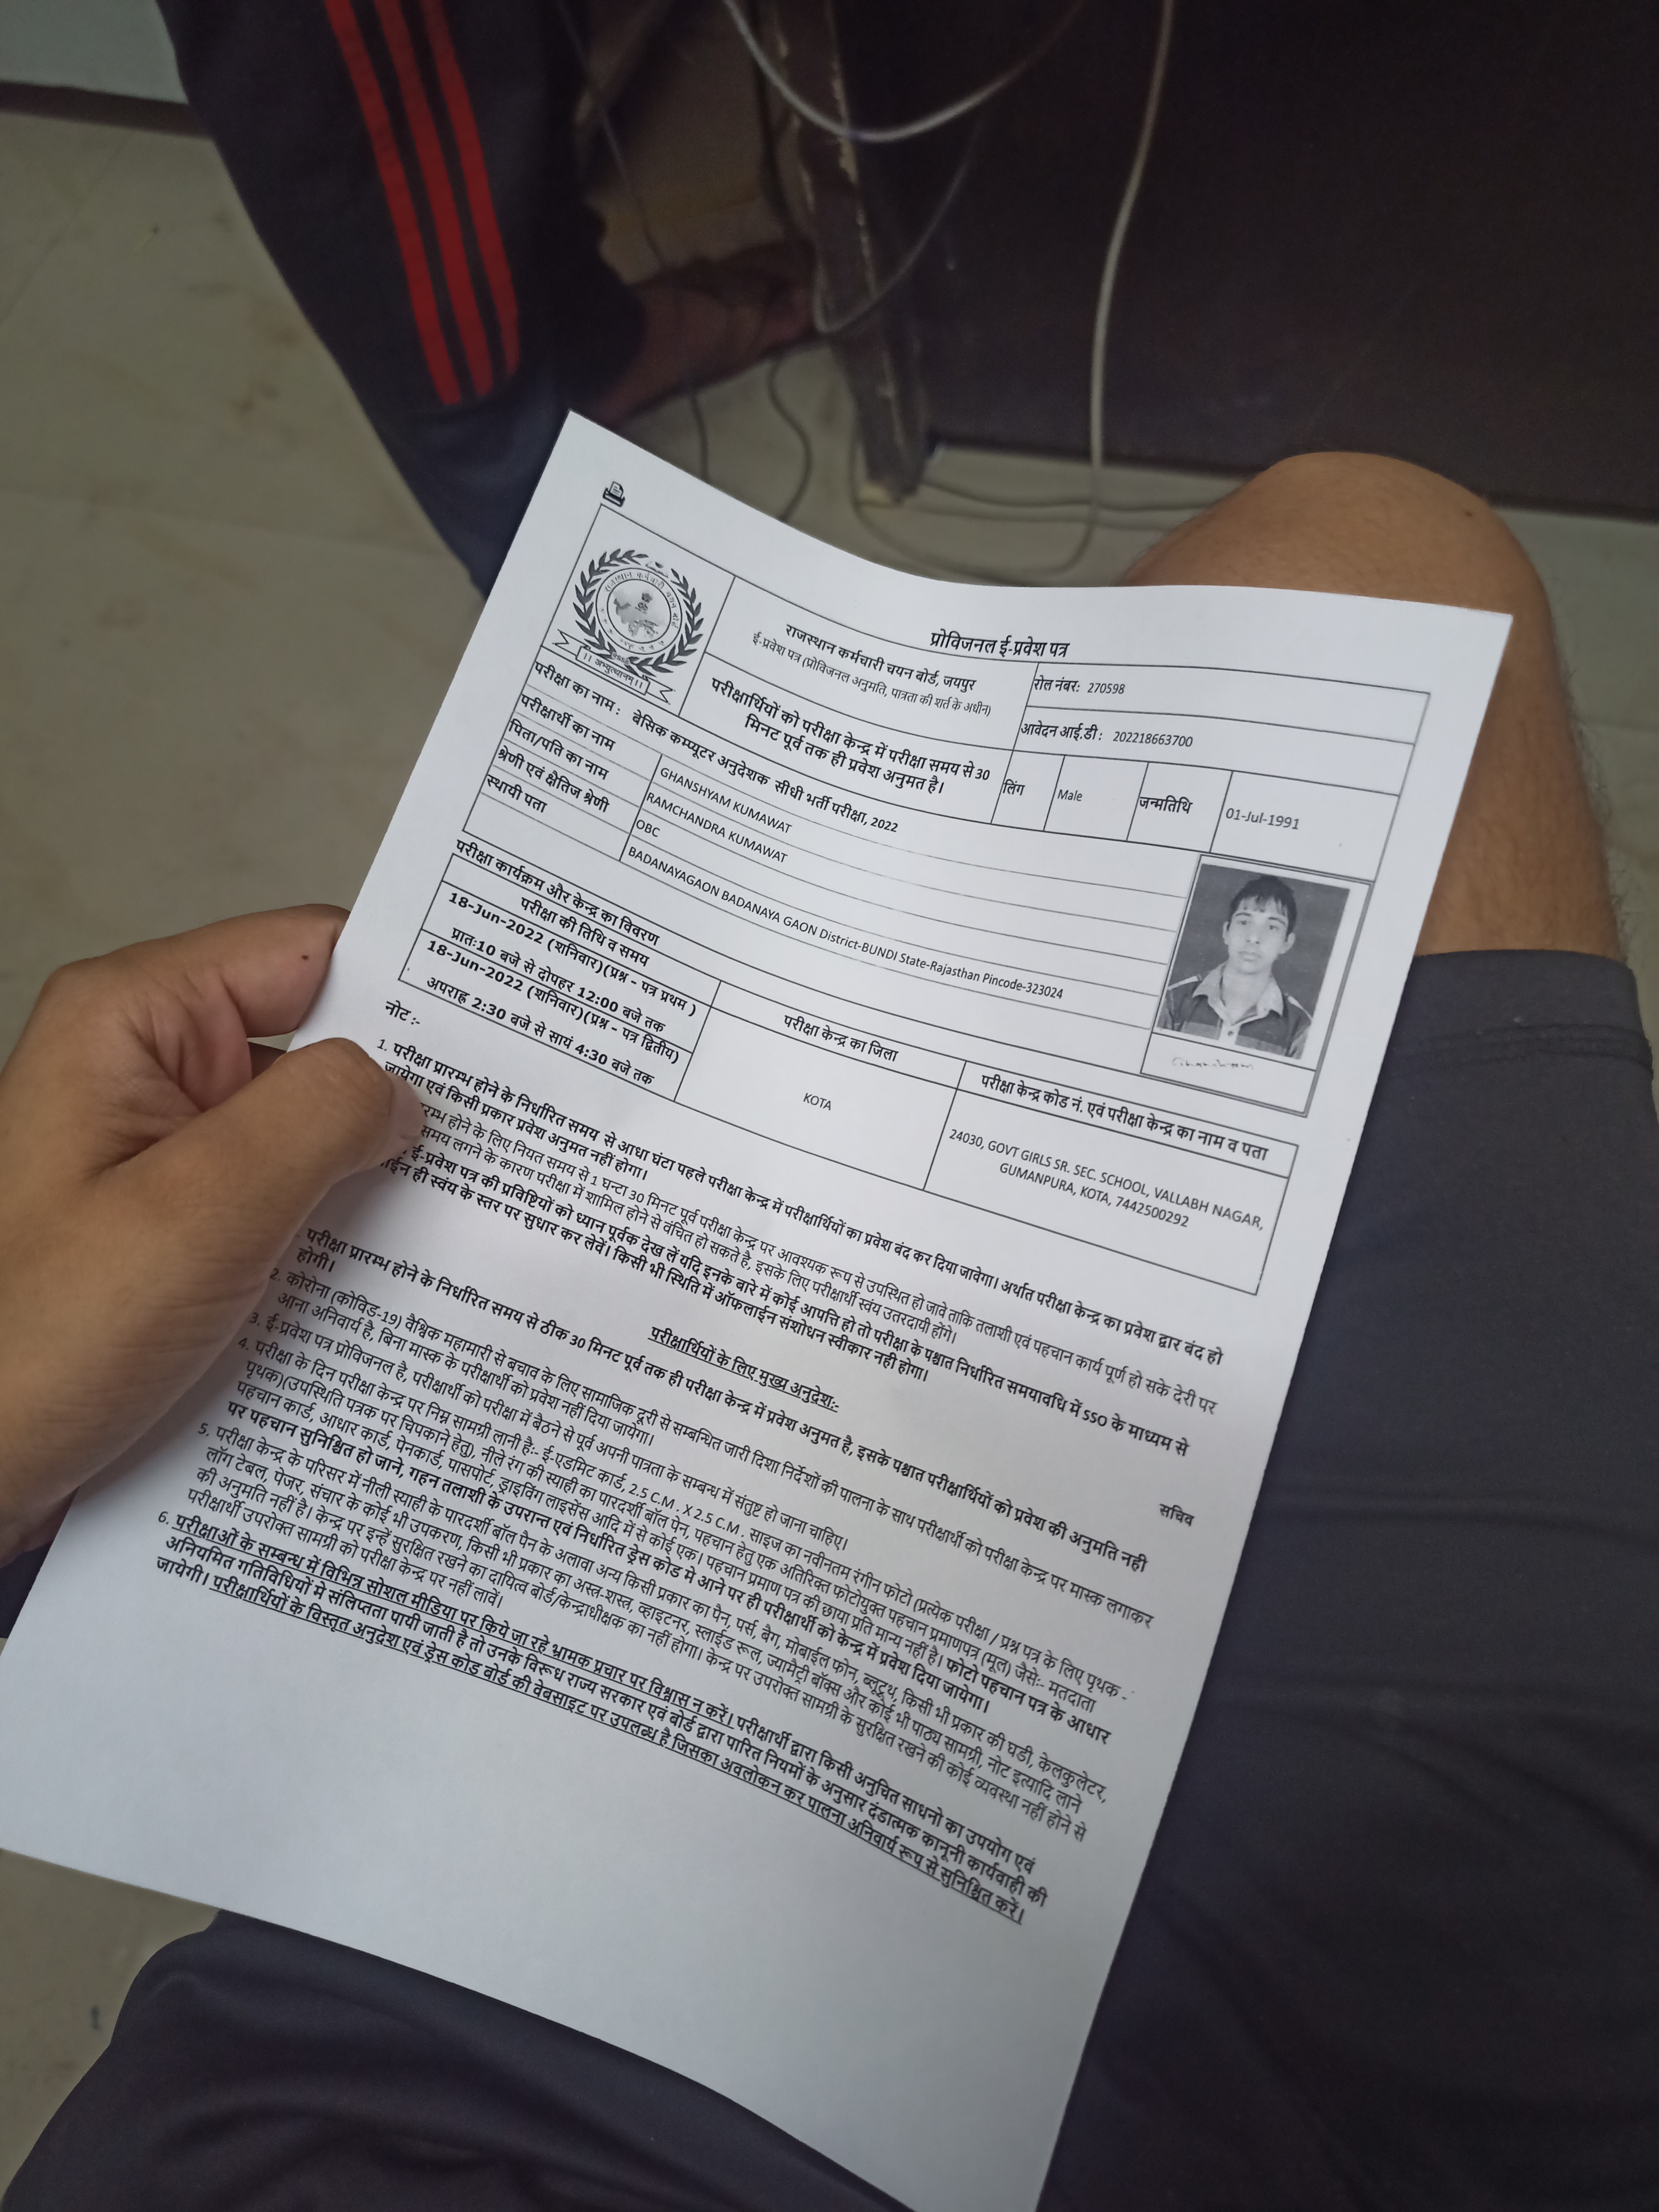 प्रोविजनल ई-प्रवेश पत्र
राजस्थान कर्मचारी चयन बोर्ड, जयपुर
ई-प्रवेश पत्र (प्रोविजनल अनुमति, पात्रता की शर्त के अधीन)
रोल नंबर: 270598
आवेदन आई.डी : 202218663700
परीक्षार्थियों को परीक्षा केन्द्र में परीक्षा समय से 30
मिनट पूर्व तक ही प्रवेश अनुमत है।
लिंग Male जन्मतिथि 01-Jul-1991
।। अभ्युत्थानम् ।।
परीक्षा का नाम : बेसिक कम्प्यूटर अनुदेशक सीधी भर्ती परीक्षा, 2022
परीक्षार्थी का नाम GHANSHYAM KUMAWAT
पिता/पति का नाम RAMCHANDRA KUMAWAT
श्रेणी एवं क्षैतिज श्रेणी OBC
स्थायी पता BADANAYAGAON BADANAYA GAON District-BUNDI State-Rajasthan Pincode-323024
Ghanshyam
परीक्षा कार्यक्रम और केन्द्र का विवरण
परीक्षा की तिथि व समय
परीक्षा केन्द्र का जिला
परीक्षा केन्द्र कोड नं. एवं परीक्षा केन्द्र का नाम व पता
18-Jun-2022 (शनिवार)(प्रश्न - पत्र प्रथम )
प्रात:10 बजे से दोपहर 12:00 बजे तक
18-Jun-2022 (शनिवार)(प्रश्न - पत्र द्वितीय)
अपराह्न 2:30 बजे से सायं 4:30 बजे तक
KOTA
24030, GOVT GIRLS SR. SEC. SCHOOL, VALLABH NAGAR,
GUMANPURA, KOTA, 7442500292
नोट :-
1. परीक्षा प्रारम्भ होने के निर्धारित समय से आधा घंटा पहले परीक्षा केन्द्र में परीक्षार्थियों का प्रवेश बंद कर दिया जावेगा। अर्थात परीक्षा केन्द्र का प्रवेश द्वार बंद हो
जायेगा एवं किसी प्रकार प्रवेश अनुमत नहीं होगा।
होने के लिए नियत समय से 1 घन्टा 30 मिनट पूर्व परीक्षा केन्द्र पर आवश्यक रूप से उपस्थित हो जावे ताकि तलाशी एवं पहचान कार्य पूर्ण हो सके देरी पर
समय लगने के कारण परीक्षा में शामिल होने से वंचित हो सकते है, इसके लिए परीक्षार्थी स्वंय उतरदायी होंगे।
ई-प्रवेश पत्र की प्रविष्टियों को ध्यान पूर्वक देख लें यदि इनके बारे में कोई आपत्ति हो तो परीक्षा के पश्चात निर्धारित समयावधि में SSO के माध्यम से
ही स्वंय के स्तर पर सुधार कर लेवें। किसी भी स्थिति में ऑफलाईन संशोधन स्वीकार नही होगा।
सचिव
परीक्षार्थियों के लिए मुख्य अनुदेश:-
परीक्षा प्रारम्भ होने के निर्धारित समय से ठीक 30 मिनट पूर्व तक ही परीक्षा केन्द्र में प्रवेश अनुमत है, इसके पश्चात परीक्षार्थियों को प्रवेश की अनुमति नही
होगी।
2. कोरोना (कोविड-19) वैश्विक महामारी से बचाव के लिए सामाजिक दूरी से सम्बन्धित जारी दिशा निर्देशों की पालना के साथ परीक्षार्थी को परीक्षा केन्द्र पर मास्क लगाकर
आना अनिवार्य है, बिना मास्क के परीक्षार्थी को प्रवेश नहीं दिया जायेगा।
3. ई-प्रवेश पत्र प्रोविजनल है, परीक्षार्थी को परीक्षा में बैठने से पूर्व अपनी पात्रता के सम्बन्ध में संतुष्ट हो जाना चाहिए।
4. परीक्षा के दिन परीक्षा केन्द्र पर निम्न सामग्री लानी हैः- ई-एडमिट कार्ड, 2.5 C.M . X 2.5 C.M . साइज का नवीनतम रंगीन फोटो (प्रत्येक परीक्षा / प्रश्न पत्र के लिए पृथक -
पृथक)(उपस्थिति पत्रक पर चिपकाने हेतु), नीले रंग की स्याही का पारदर्शी बॉल पेन, पहचान हेतु एक अतिरिक्त फोटोयुक्त पहचान प्रमाणपत्र (मूल) जैसेः- मतदाता
पहचान कार्ड, आधार कार्ड, पेनकार्ड, पासपोर्ट, ड्राइविंग लाइसेंस आदि में से कोई एक। पहचान प्रमाण पत्र की छाया प्रति मान्य नहीं है। फोटो पहचान पत्र के आधार
पर पहचान सुनिश्चित हो जाने, गहन तलाशी के उपरान्त एवं निर्धारित ड्रेस कोड मे आने पर ही परीक्षार्थी को केन्द्र में प्रवेश दिया जायेगा।
5. परीक्षा केन्द्र के परिसर में नीली स्याही के पारदर्शी बॉल पैन के अलावा अन्य किसी प्रकार का पैन, पर्स, बैग, मोबाईल फोन, ब्लूटूथ, किसी भी प्रकार की घडी, केलकुलेटर,
लॉग टेबल, पेजर, संचार के कोई भी उपकरण, किसी भी प्रकार का अस्त्र-शस्त्र, व्हाइटनर, स्लाईड रूल, ज्यामैट्री बॉक्स और कोई भी पाठ्य सामग्री, नोट इत्यादि लाने
की अनुमति नहीं है। केन्द्र पर इन्हें सुरक्षित रखने का दायित्व बोर्ड/केन्द्राधीक्षक का नहीं होगा। केन्द्र पर उपरोक्त सामग्री के सुरक्षित रखने की कोई व्यवस्था नहीं होने से
परीक्षार्थी उपरोक्त सामग्री को परीक्षा केन्द्र पर नहीं लावें।
6. परीक्षाओं के सम्बन्ध में विभिन्न सोशल मीडिया पर किये जा रहे भ्रामक प्रचार पर विश्वास न करें। परीक्षार्थी द्वारा किसी अनुचित साधनो का उपयोग एवं
अनियमित गतिविधियों मे संलिप्तता पायी जाती है तो उनके विरूध राज्य सरकार एवं बोर्ड द्वारा पारित नियमों के अनुसार दंडात्मक कानूनी कार्यवाही की
जायेगी। परीक्षार्थियों के विस्तृत अनुदेश एवं ड्रेस कोड बोर्ड की वेबसाइट पर उपलब्ध है जिसका अवलोकन कर पालना अनिवार्य रूप से सुनिश्चित करें।